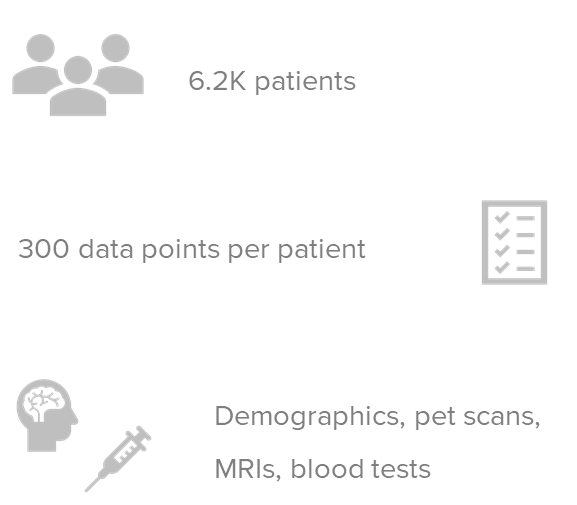 6.2K patients
300 data points per patient
Demographics, pet scans,
MRIs, blood tests